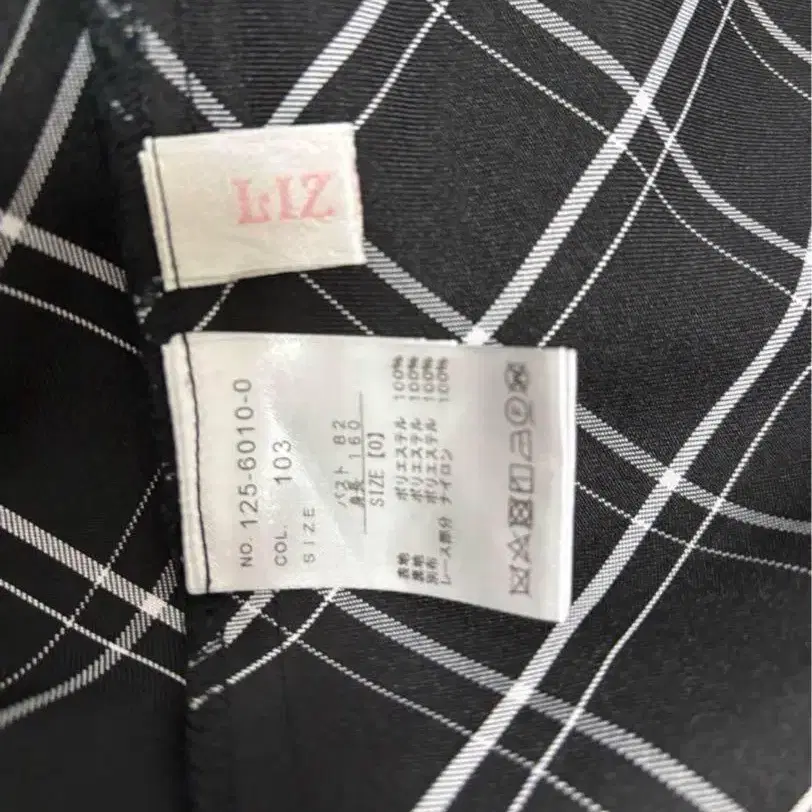 LIZ
NO. 125-6010-0
COL. 103
SIZE
バスト 82
身長 160
SIZE [0]
表地 ポリエステル 100%
裏地 ポリエステル 100%
別布 ポリエステル 100%
レース部分 ナイロン 100%